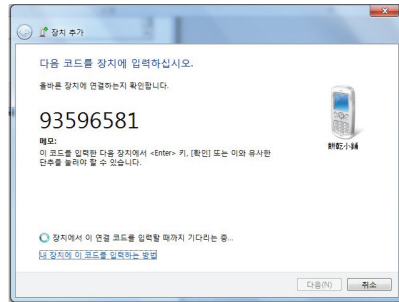 장치 추가
다음 코드를 장치에 입력하십시오.
올바른 장치에 연결하는지 확인합니다.
93596581
餠乾小鋪
메모:
이 코드를 입력한 다음 장치에서 <Enter> 키, [확인] 또는 이와 유사한
단추를 눌러야 할 수 있습니다.
장치에서 이 연결 코드를 입력할 때까지 기다리는 중...
내 장치에 이 코드를 입력하는 방법
다음(N)
취소